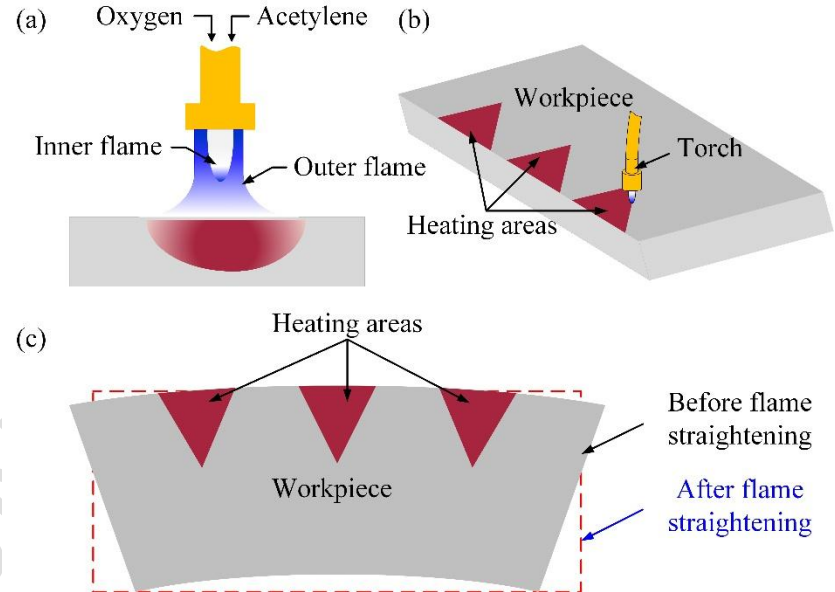 (a)
Oxygen
Acetylene
Inner flame
Outer flame
(b)
Workpiece
Torch
Heating areas
(c)
Heating areas
Workpiece
Before flame
straightening
After flame
straightening